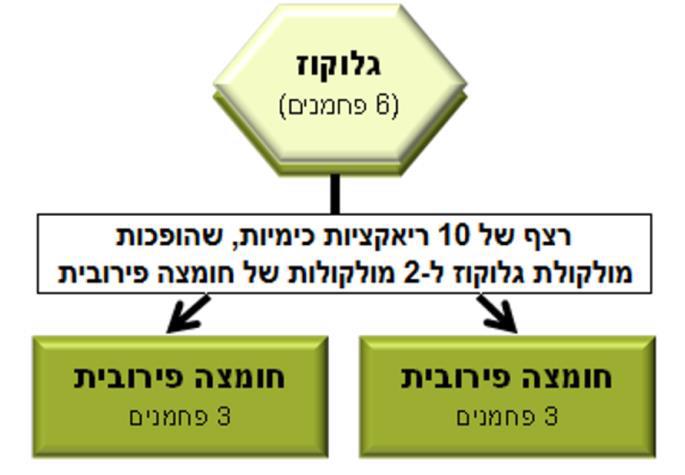 גלוקוז
(6 פחמנים)
רצף של 10 ריאקציות כימיות, שהופכות
מולקולת גלוקוז ל-2 מולקולות של חומצה פירובית
חומצה פירובית
3 פחמנים
חומצה פירובית
3 פחמנים